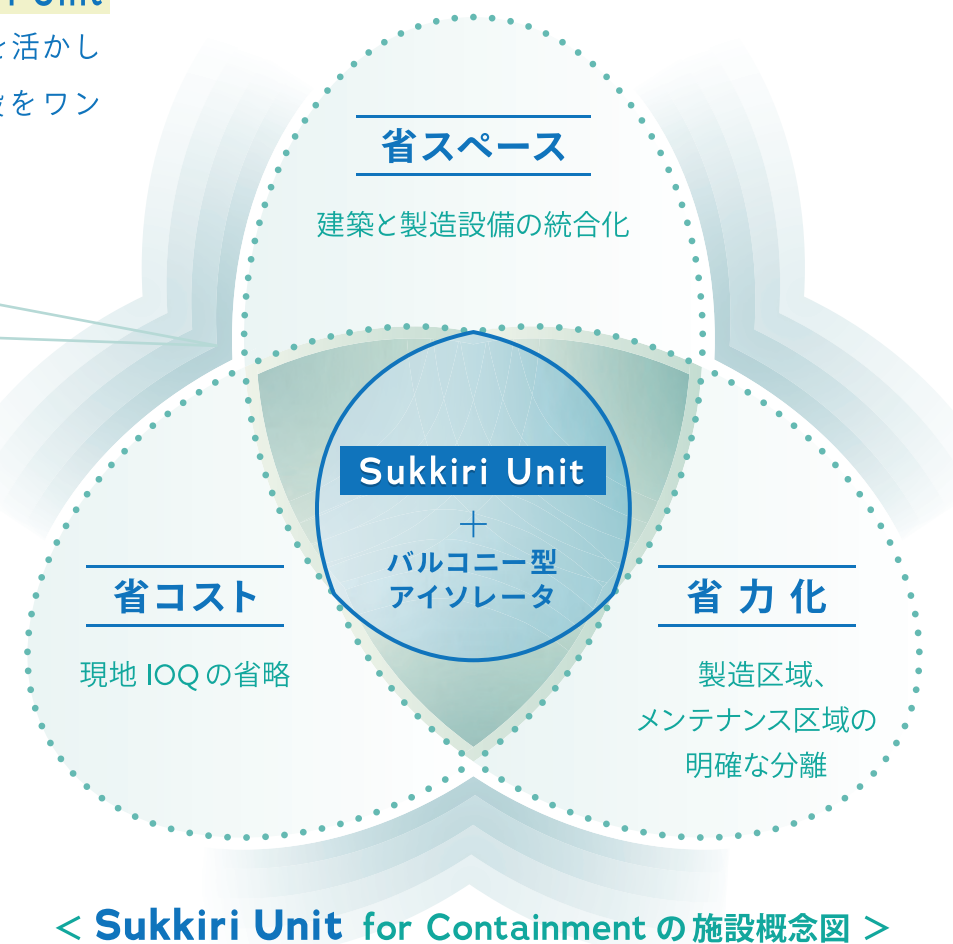 i Unit
を活かし
をワン
省スペース
建築と製造設備の統合化
Sukkiri Unit
＋
バルコニー型
アイソレータ
省コスト
現地 IOQ の省略
省力化
製造区域、
メンテナンス区域の
明確な分離
＜ Sukkiri Unit for Containment の施設概念図 ＞